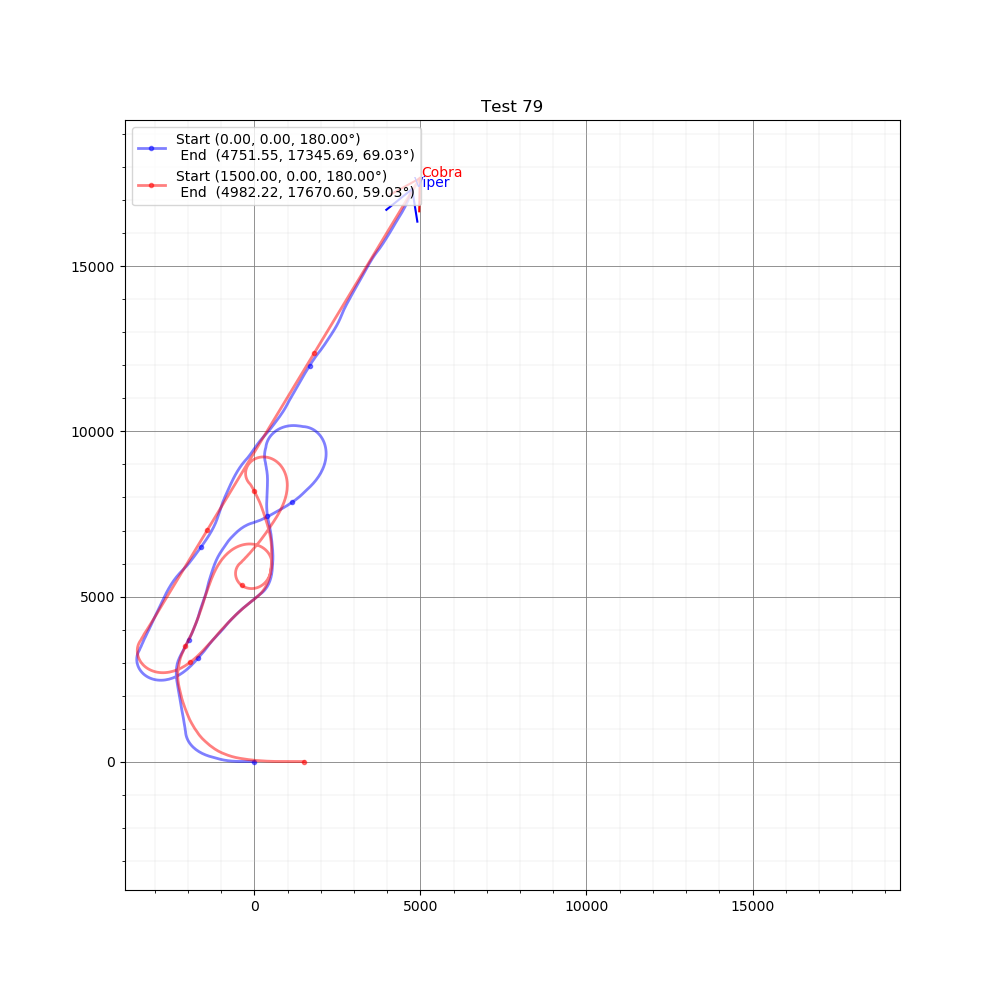 Test 79
Start (0.00, 0.00, 180.00°)
End (4751.55, 17345.69, 69.03°)
Start (1500.00, 0.00, 180.00°)
End (4982.22, 17670.60, 59.03°)
Cobra
iper
15000
10000
5000
0
0
5000
10000
15000